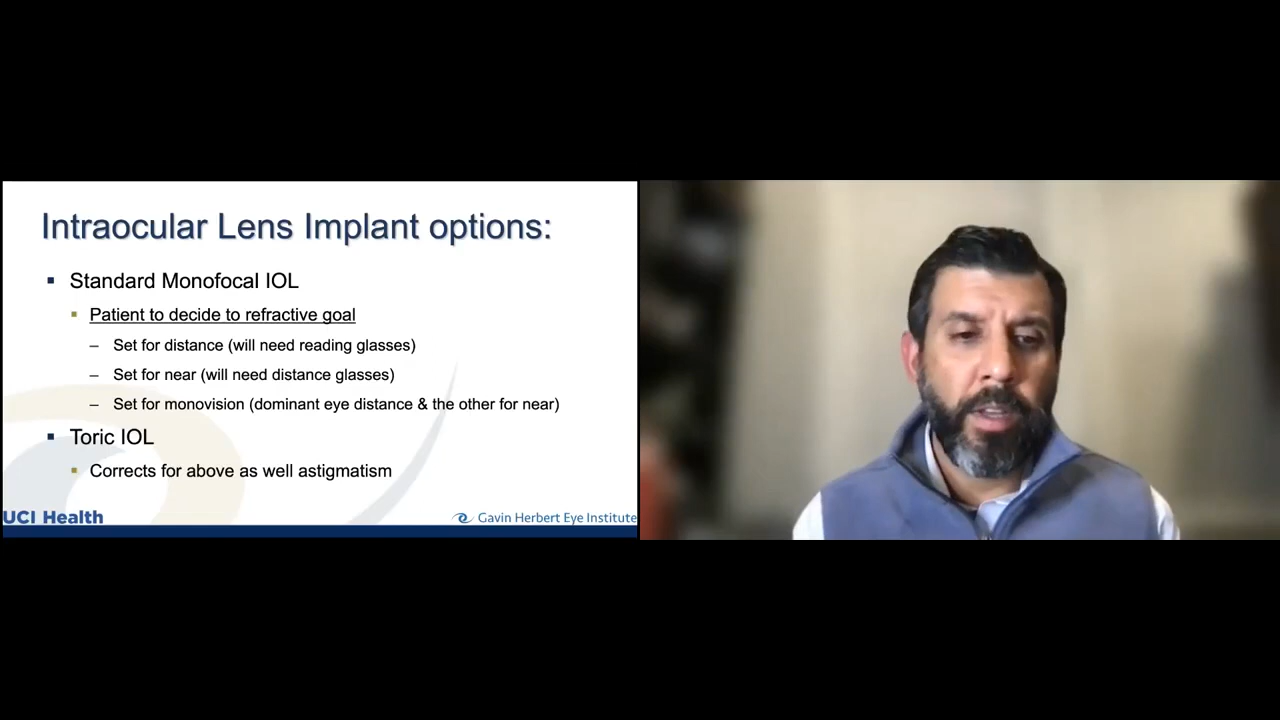 Intraocular Lens Implant options:
Standard Monofocal IOL
Patient to decide to refractive goal
– Set for distance (will need reading glasses)
– Set for near (will need distance glasses)
– Set for monovision (dominant eye distance & the other for near)
Toric IOL
Corrects for above as well astigmatism
UCI Health
Gavin Herbert Eye Institute